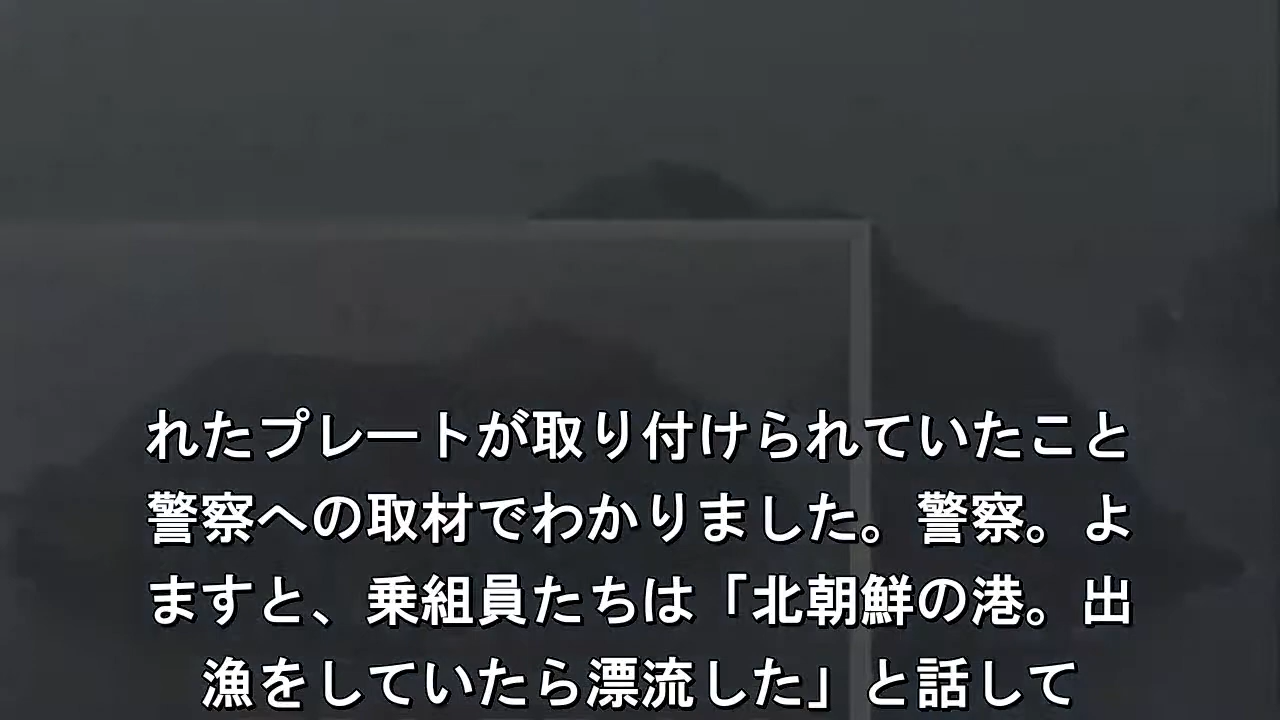 れたプレートが取り付けられていたこと
警察への取材でわかりました。警察。よ
ますと、乗組員たちは「北朝鮮の港。出
漁をしていたら漂流した」と話して